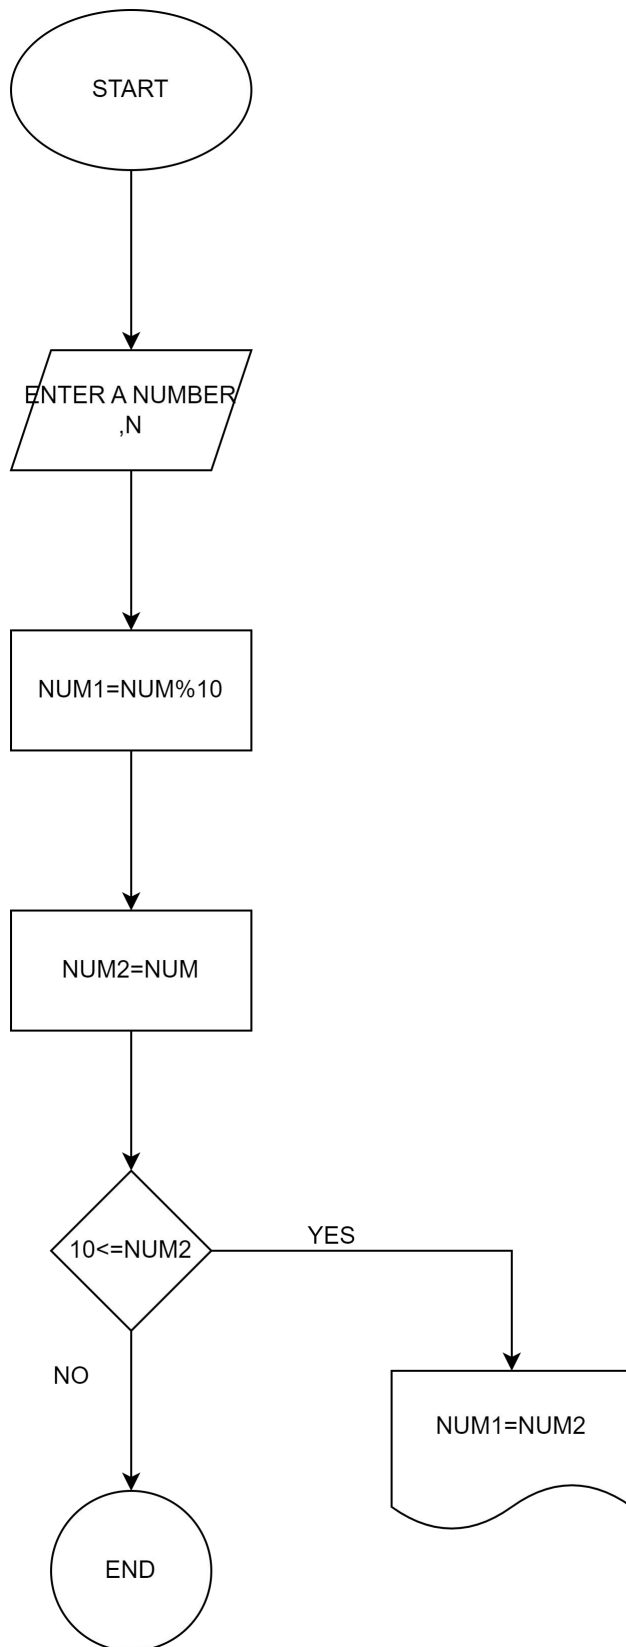 START
ENTER A NUMBER
,N
NUM1=NUM%10
NUM2=NUM
10<=NUM2
YES
NO
NUM1=NUM2
END